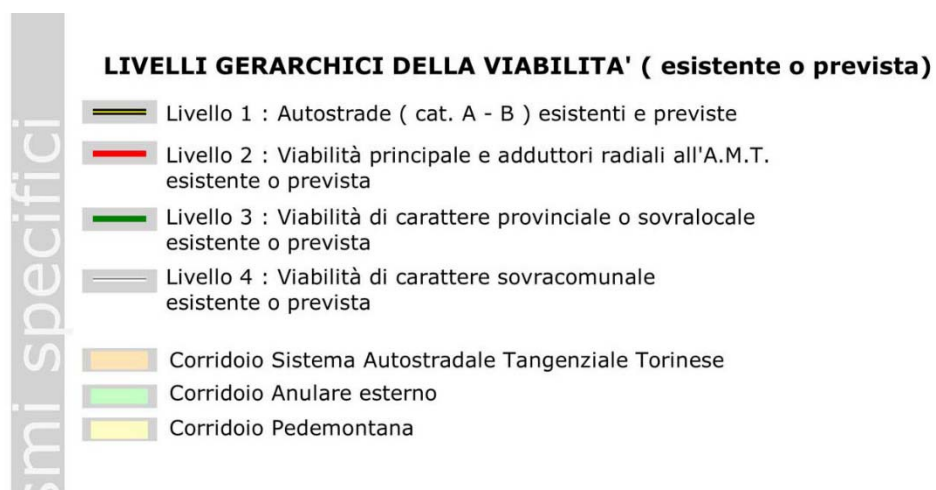 LIVELLI GERARCHICI DELLA VIABILITA' ( esistente o prevista)
Livello 1 : Autostrade ( cat. A - B ) esistenti e previste
Livello 2 : Viabilità principale e adduttori radiali all'A.M.T.
esistente o prevista
Livello 3 : Viabilità di carattere provinciale o sovralocale
esistente o prevista
Livello 4 : Viabilità di carattere sovracomunale
esistente o prevista
Corridoio Sistema Autostradale Tangenziale Torinese
Corridoio Anulare esterno
Corridoio Pedemontana
smi specifici